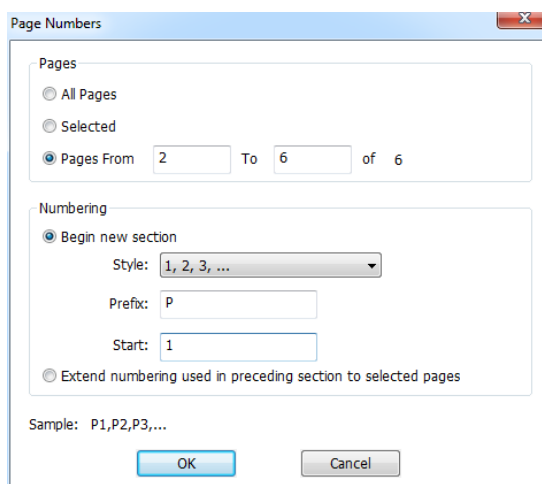 Page Numbers
Pages
All Pages
Selected
Pages From 2 To 6 of 6
Numbering
Begin new section
Style: 1, 2, 3, ...
Prefix: P
Start: 1
Extend numbering used in preceding section to selected pages
Sample: P1,P2,P3,...
OK Cancel